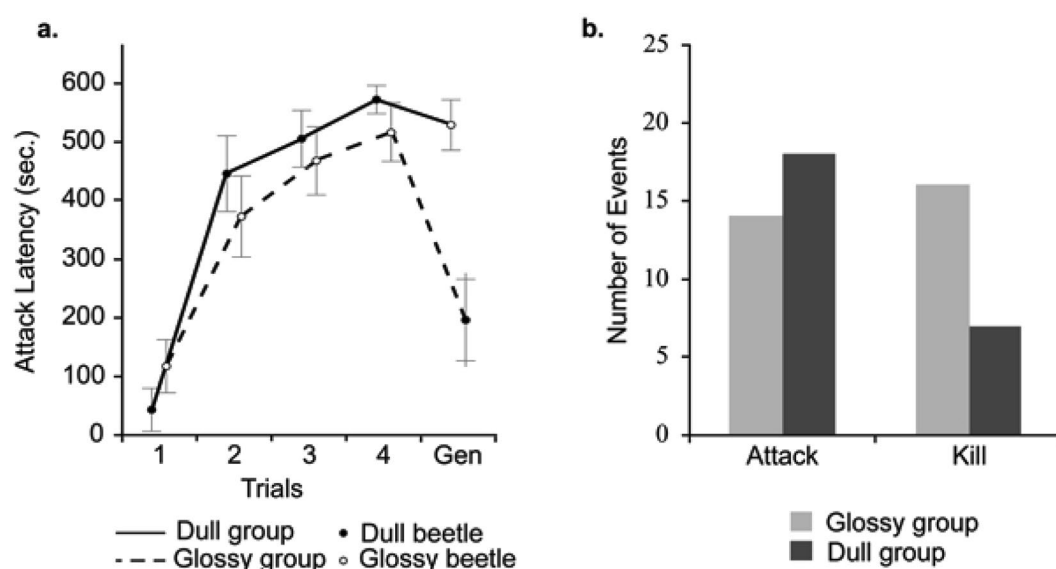 a.
Attack Latency (sec.)
600
500
400
300
200
100
0
1 2 3 4 Gen
Trials
Dull group
Dull beetle
Glossy group
Glossy beetle
b.
Number of Events
25
20
15
10
5
0
Attack Kill
Glossy group
Dull group